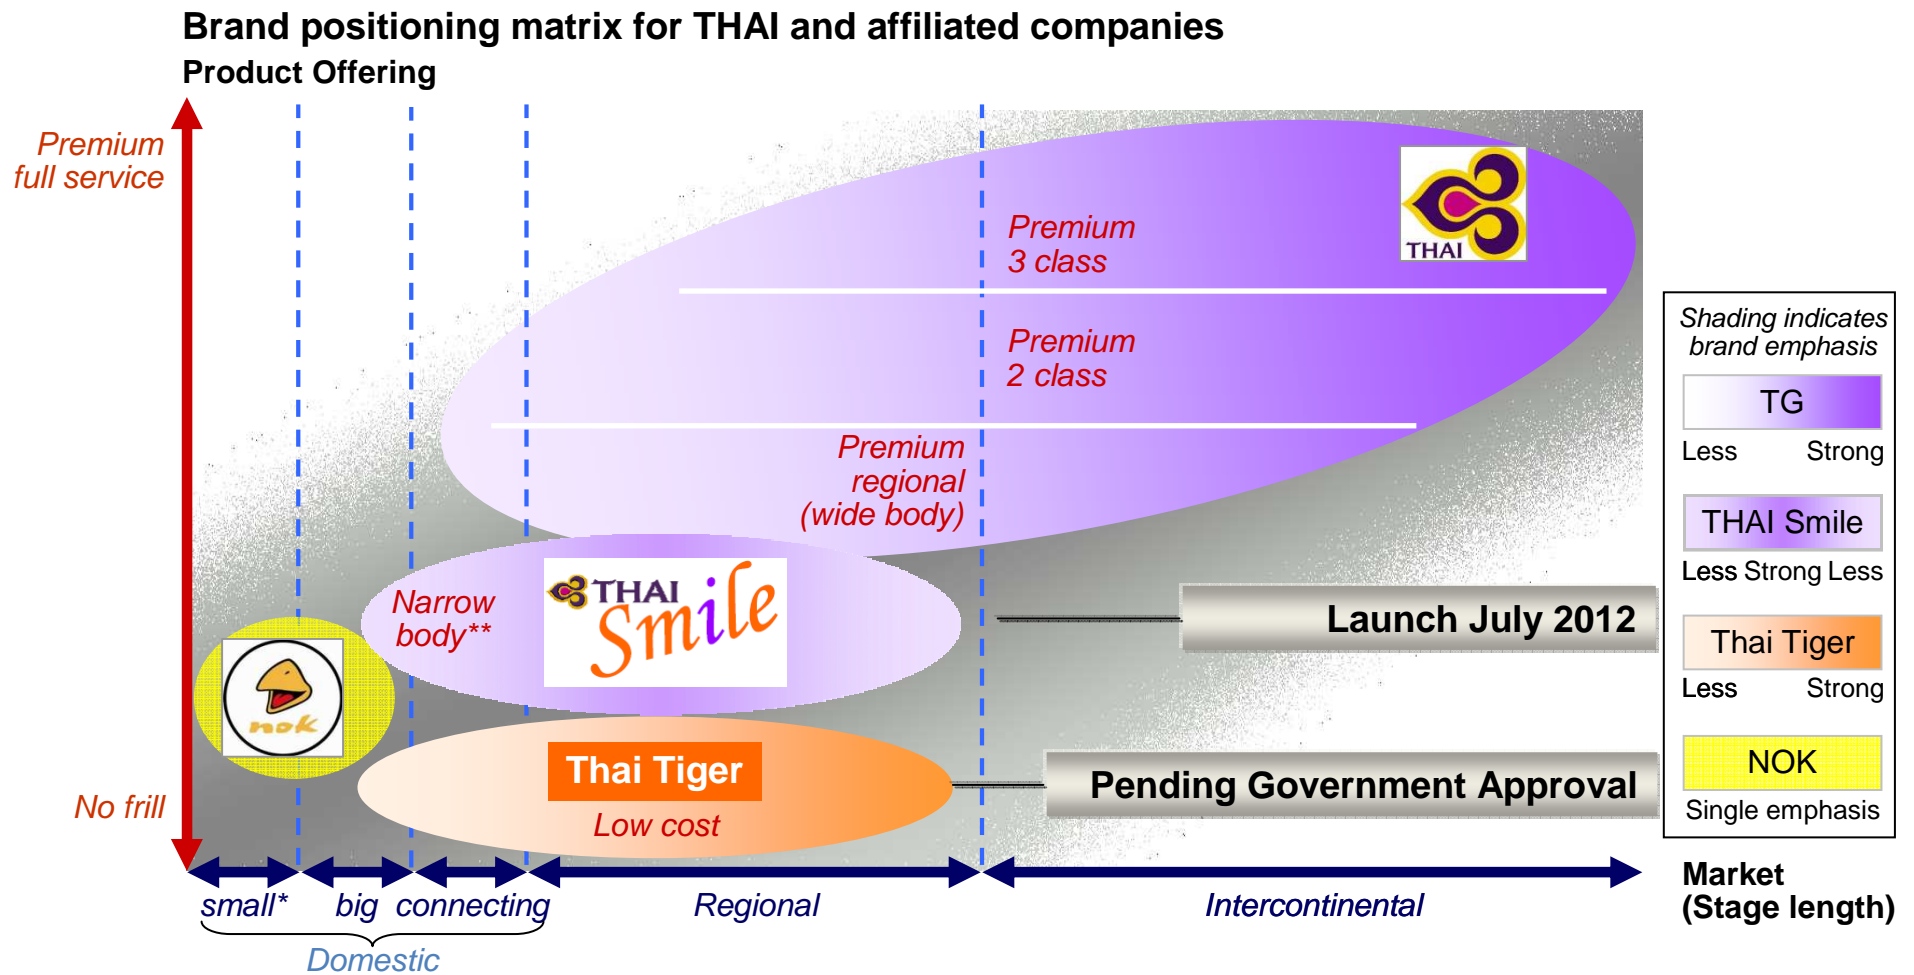 Brand positioning matrix for THAI and affiliated companies
Product Offering
Premium
full service
No frill
Premium
3 class
Premium
2 class
Premium
regional
(wide body)
THAI
Narrow
body**
THAI
Smile
nok
Thai Tiger
Low cost
Launch July 2012
Pending Government Approval
Shading indicates
brand emphasis
TG
Less Strong
THAI Smile
Less Strong Less
Thai Tiger
Less Strong
NOK
Single emphasis
small* big connecting Regional Intercontinental
Domestic
Market
(Stage length)